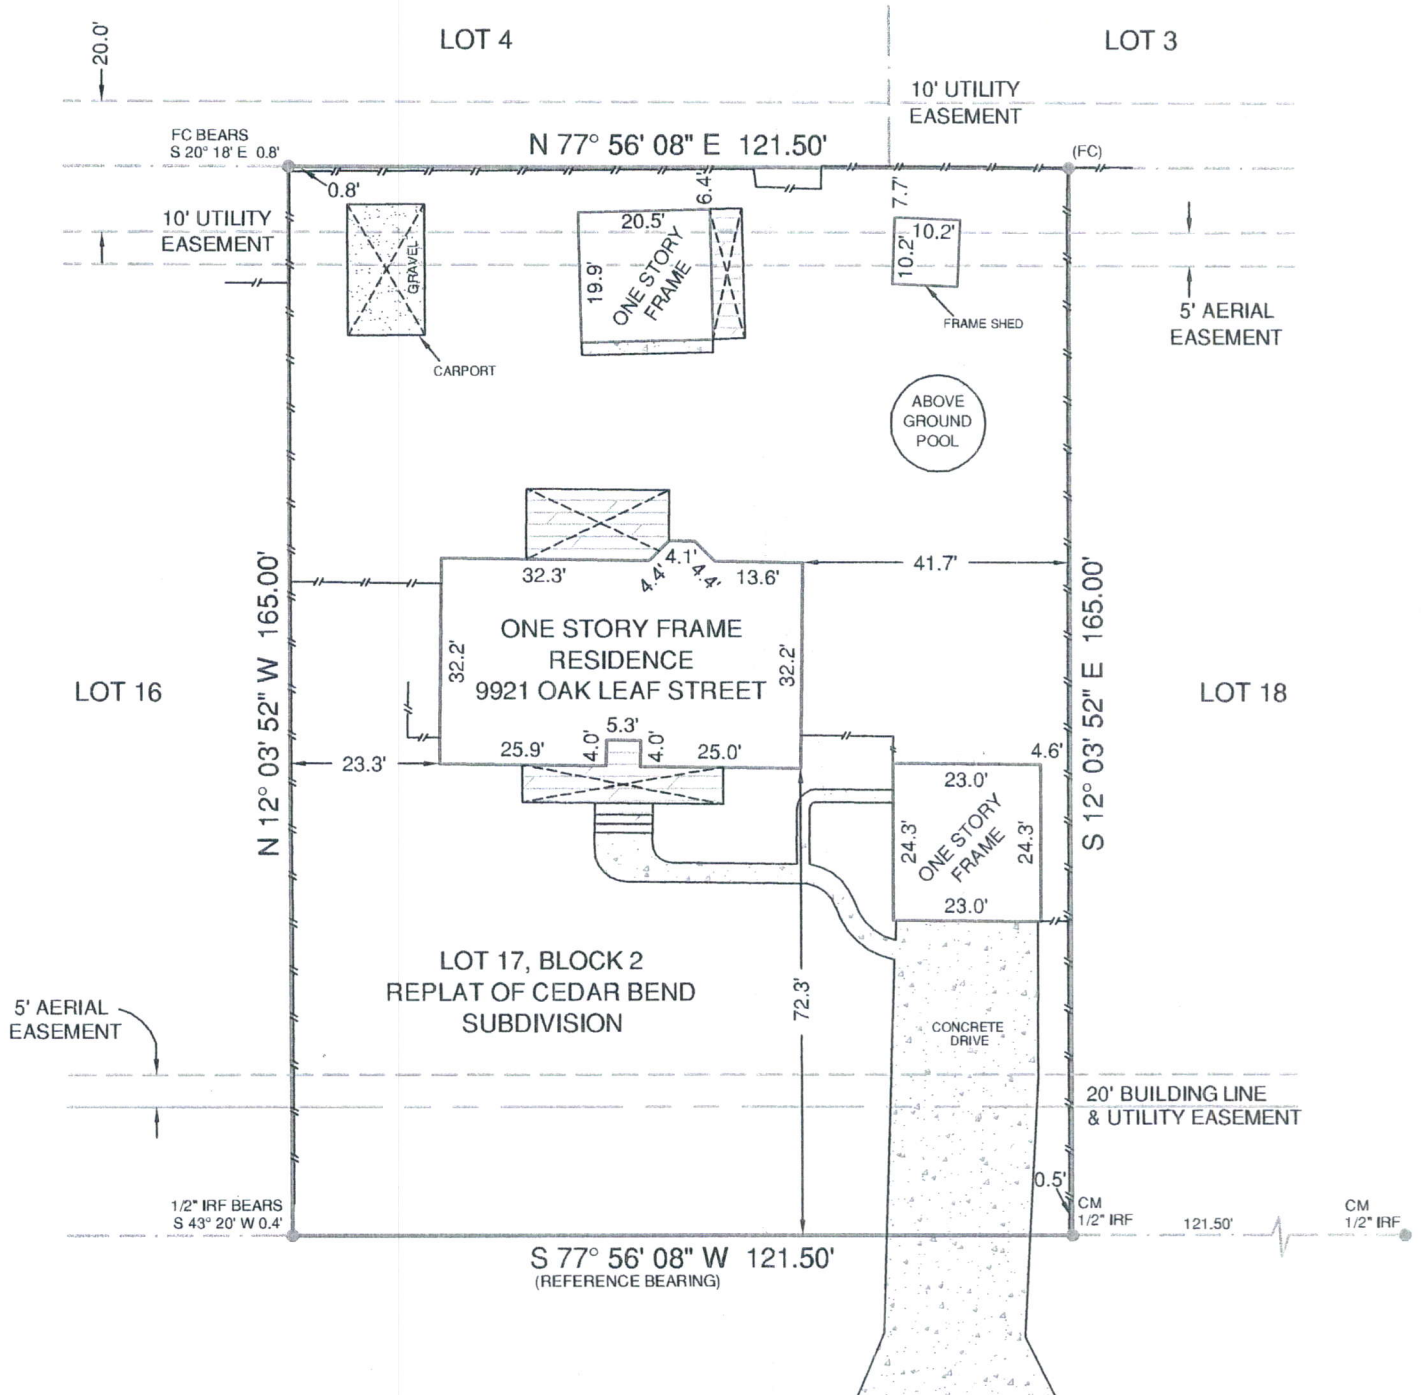 LOT 4
LOT 3
20.0'
10' UTILITY
EASEMENT
FC BEARS
S 20° 18' E 0.8'
N 77° 56' 08" E 121.50'
(FC)
0.8'
6.4'
7.7'
10' UTILITY
EASEMENT
GRAVEL
20.5'
19.9'
ONE STORY
FRAME
10.2'
10.2'
5' AERIAL
EASEMENT
FRAME SHED
CARPORT
ABOVE
GROUND
POOL
32.3'
4.4'
4.1'
4.4'
13.6'
41.7'
N 12° 03' 52" W 165.00'
S 12° 03' 52" E 165.00'
ONE STORY FRAME
RESIDENCE
9921 OAK LEAF STREET
32.2'
32.2'
LOT 16
LOT 18
5.3'
25.9'
4.0'
4.0'
25.0'
23.3'
4.6'
23.0'
24.3'
ONE STORY
FRAME
24.3'
23.0'
LOT 17, BLOCK 2
REPLAT OF CEDAR BEND
SUBDIVISION
72.3'
5' AERIAL
EASEMENT
CONCRETE
DRIVE
20' BUILDING LINE
& UTILITY EASEMENT
0.5'
1/2" IRF BEARS
S 43° 20' W 0.4'
CM
1/2" IRF
121.50'
CM
1/2" IRF
S 77° 56' 08" W 121.50'
(REFERENCE BEARING)